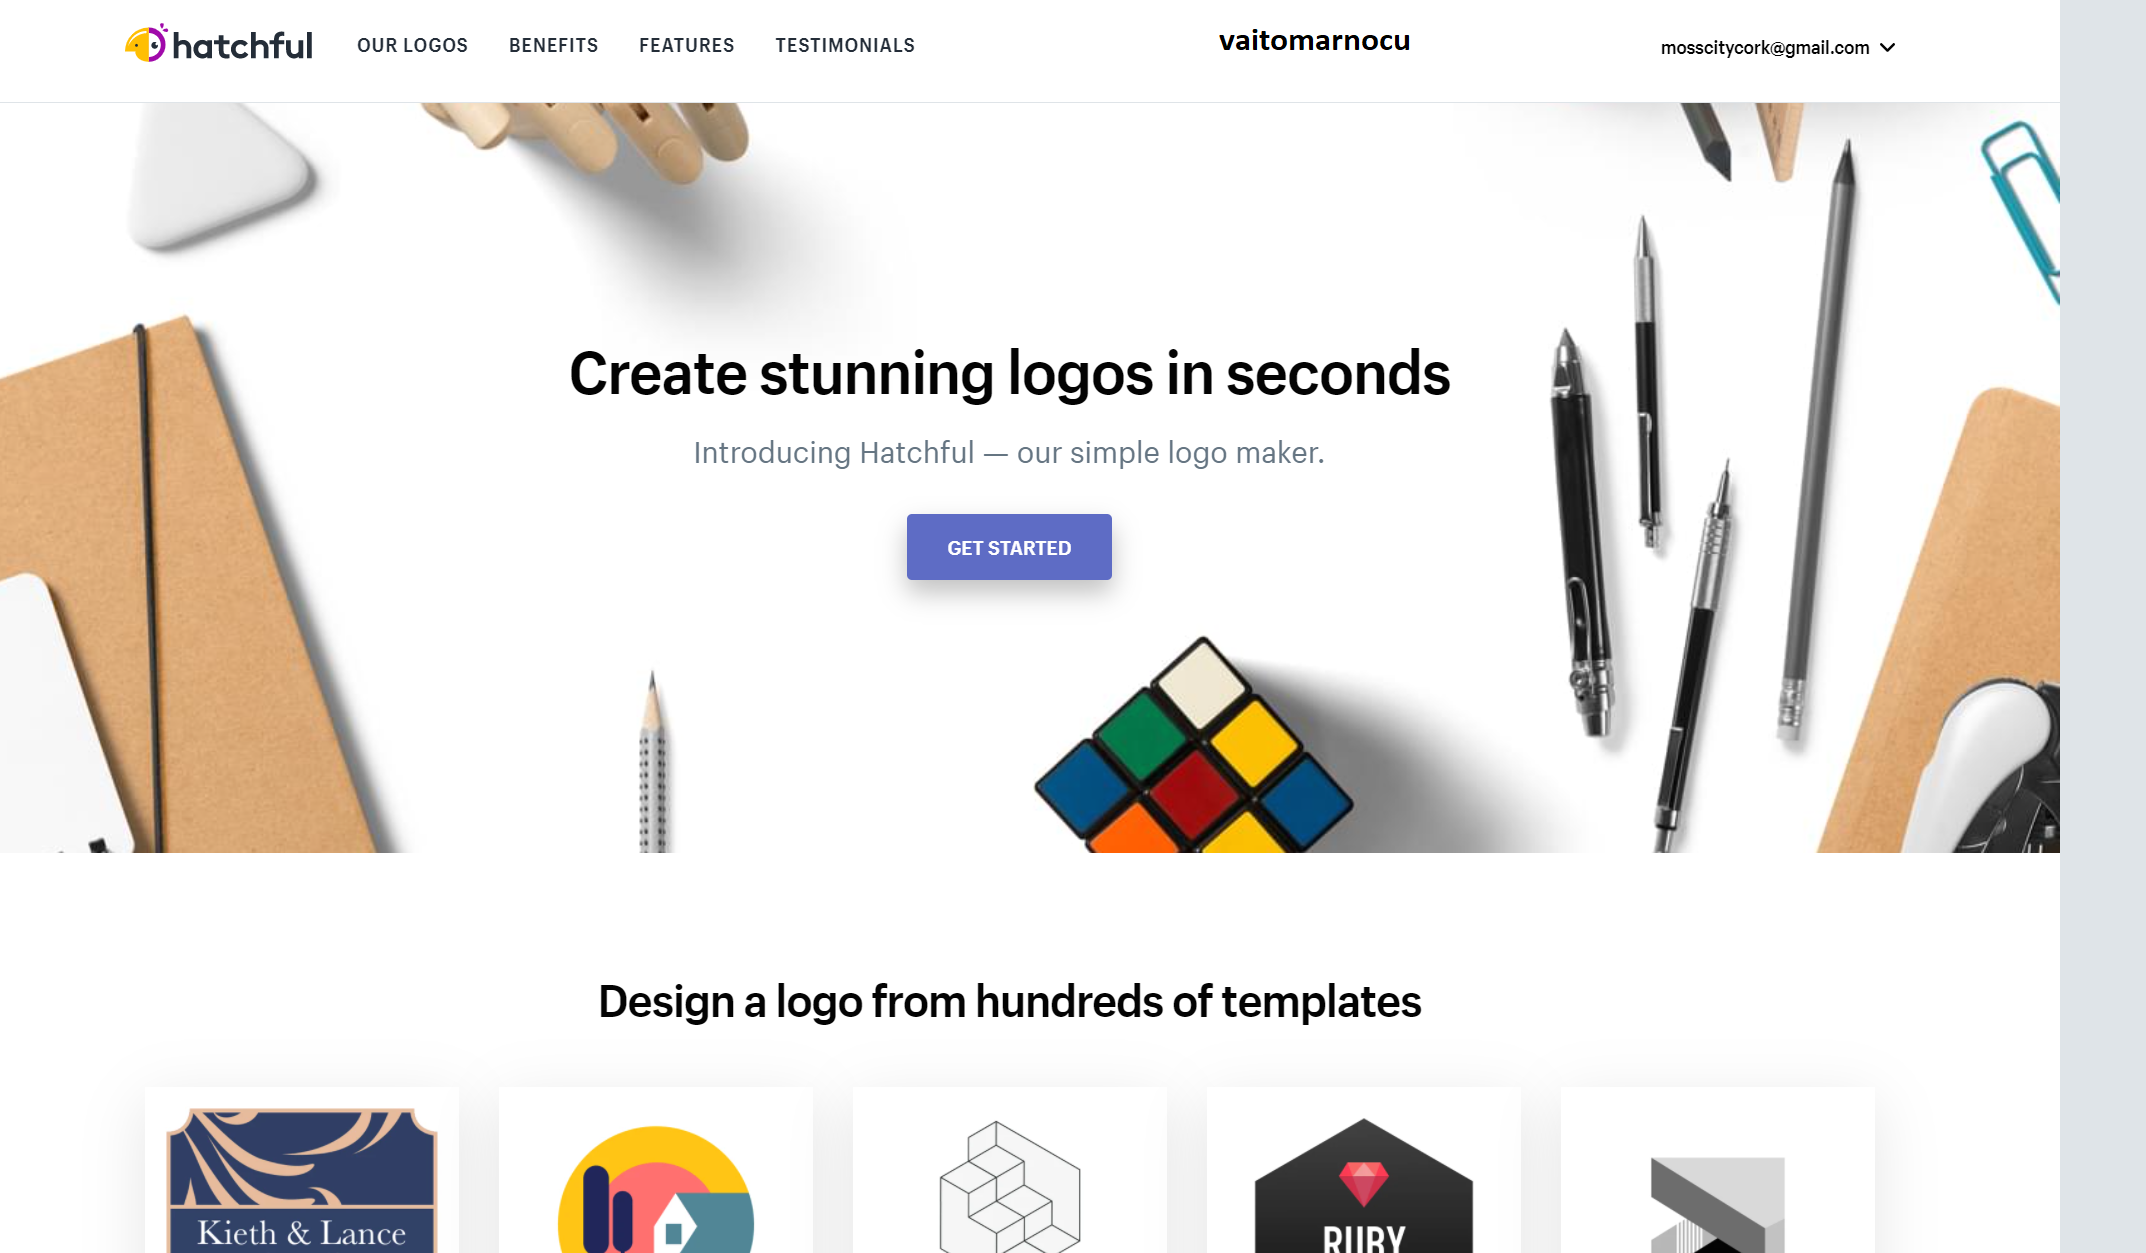 hatchful
OUR LOGOS
BENEFITS
FEATURES
TESTIMONIALS
vaitomarnocu
mosscitycork@gmail.com
Create stunning logos in seconds
Introducing Hatchful — our simple logo maker.
GET STARTED
Design a logo from hundreds of templates
Kieth & Lance
RUBY